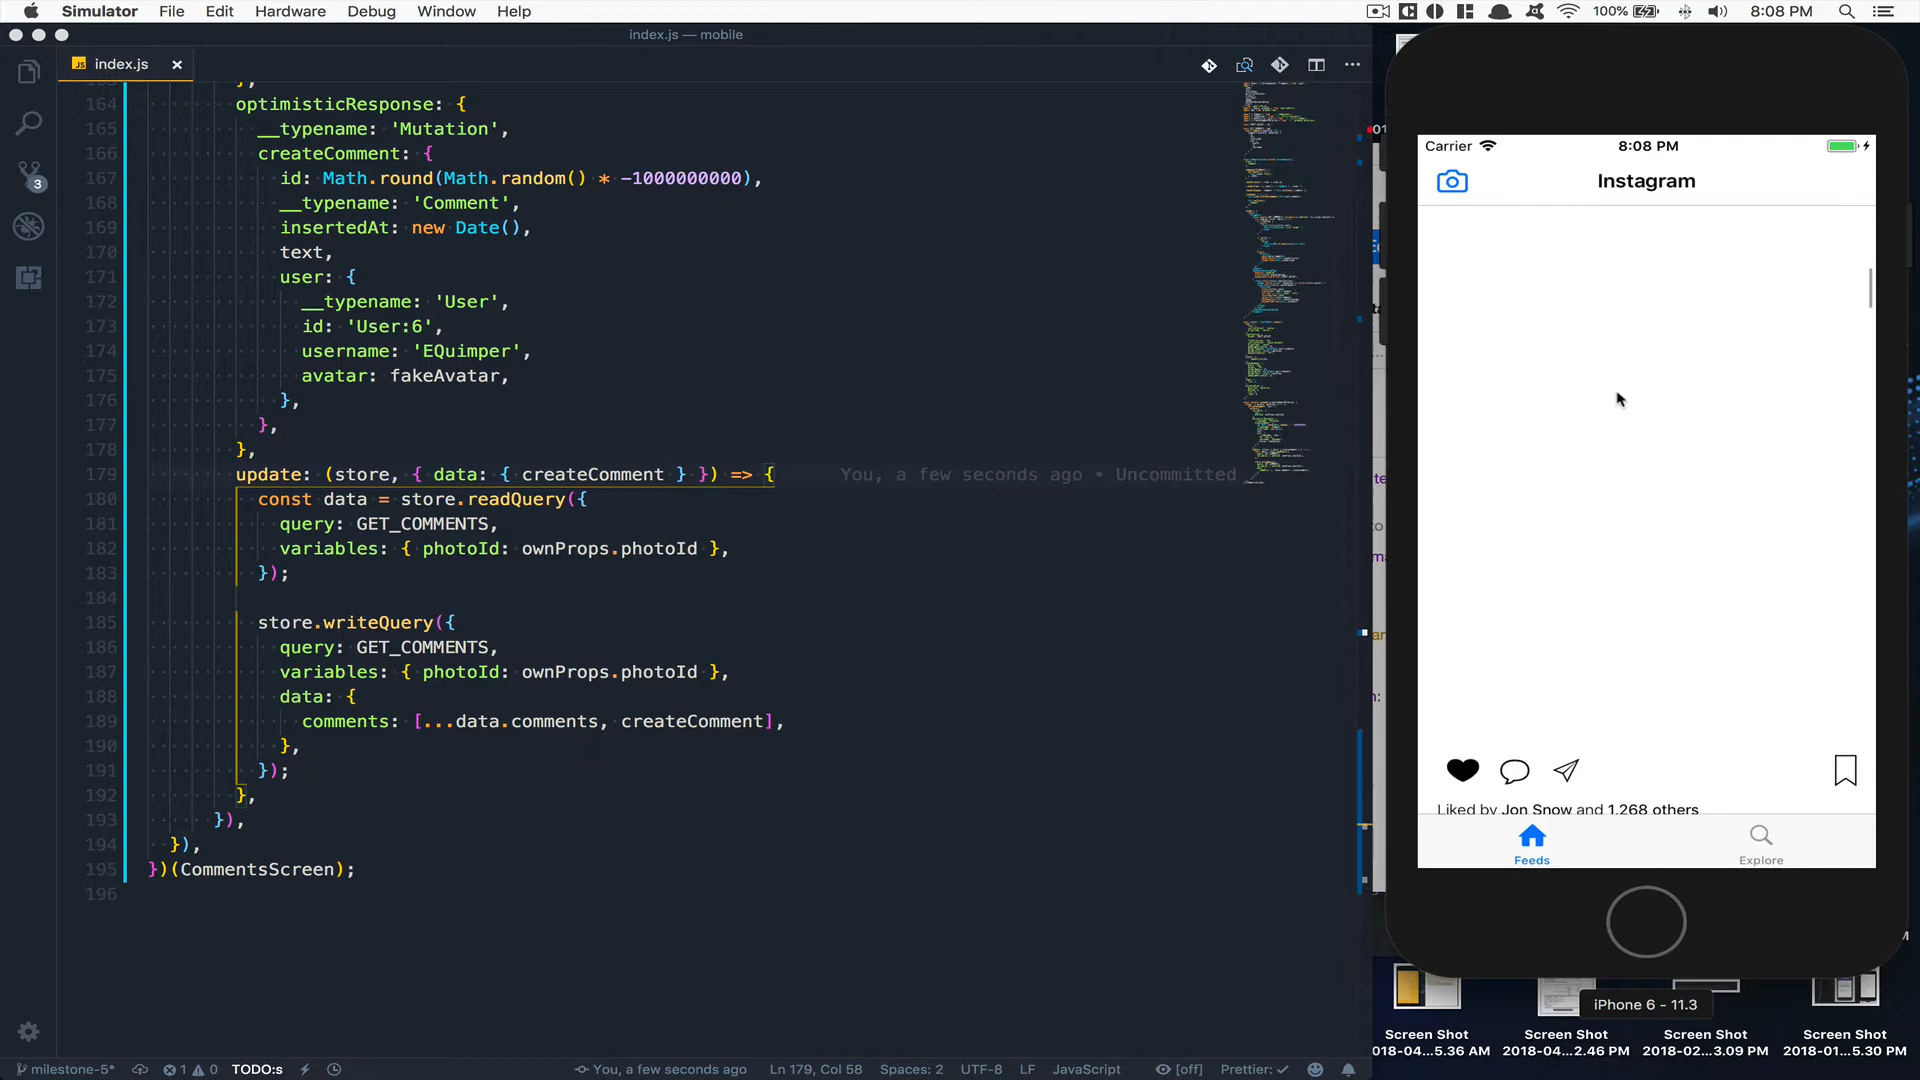 Simulator File Edit Hardware Debug Window Help 100% 8:08 PM
index.js — mobile
JS index.js
},
164 optimisticResponse: {
165 __typename: 'Mutation',
166 createComment: {
167 id: Math.round(Math.random() * -1000000000),
168 __typename: 'Comment',
169 insertedAt: new Date(),
170 text,
171 user: {
172 __typename: 'User',
173 id: 'User:6',
174 username: 'EQuimper',
175 avatar: fakeAvatar,
176 },
177 },
178 },
179 update: (store, { data: { createComment } }) => { You, a few seconds ago • Uncommitted
180 const data = store.readQuery({
181 query: GET_COMMENTS,
182 variables: { photoId: ownProps.photoId },
183 });
184
185 store.writeQuery({
186 query: GET_COMMENTS,
187 variables: { photoId: ownProps.photoId },
188 data: {
189 comments: [...data.comments, createComment],
190 },
191 });
192 },
193 }),
194 }),
195 })(CommentsScreen);
196
3
milestone-5* 1 0 TODO:s You, a few seconds ago Ln 179, Col 58 Spaces: 2 UTF-8 LF JavaScript [off] Prettier: ✓
Carrier 8:08 PM
Instagram
Liked by Jon Snow and 1,268 others
Feeds Explore
iPhone 6 - 11.3
Screen Shot Screen Shot Screen Shot Screen Shot
018-04...5.36 AM 2018-04...2.46 PM 2018-02...3.09 PM 2018-01...5.30 PM